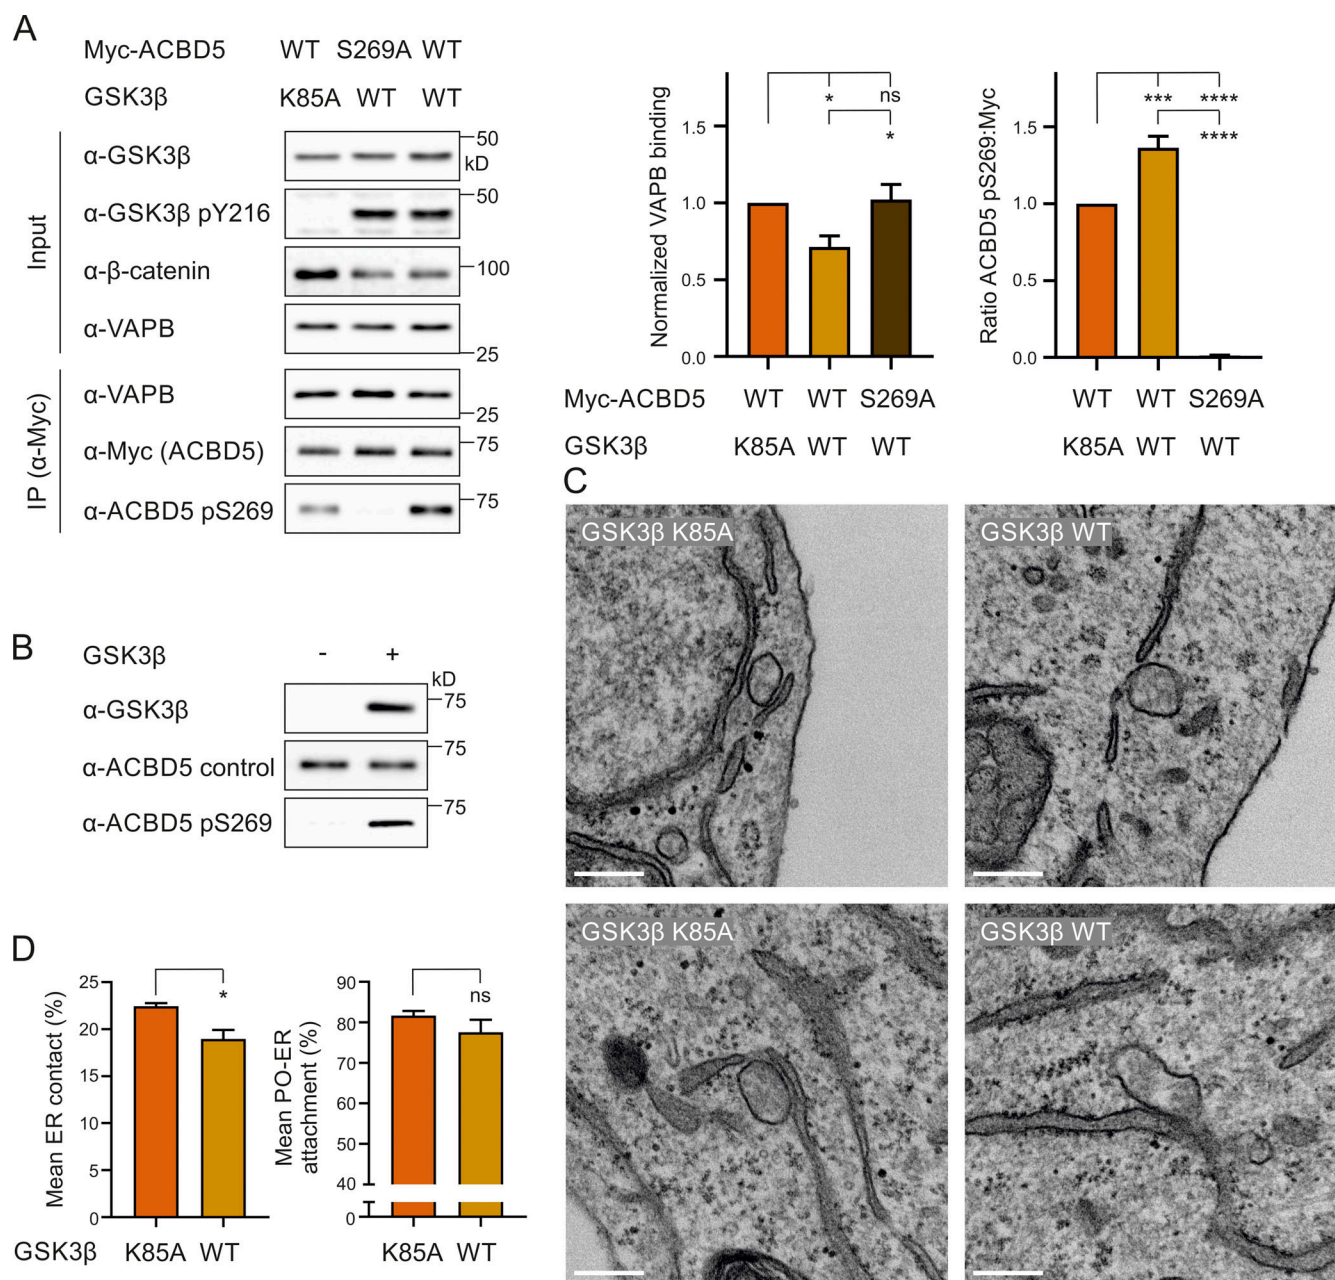 A
Myc-ACBD5 WT S269A WT
GSK3β K85A WT WT
Input
α-GSK3β 50 kD
α-GSK3β pY216 50
α-β-catenin 100
α-VAPB 25
IP (α-Myc)
α-VAPB 25
α-Myc (ACBD5) 75
α-ACBD5 pS269 75
Normalized VAPB binding
1.5
1.0
0.5
0.0
* ns
*
Myc-ACBD5 WT WT S269A
GSK3β K85A WT WT
Ratio ACBD5 pS269:Myc
1.5
1.0
0.5
0.0
*** ****
****
WT WT S269A
K85A WT WT
B
GSK3β - +
kD
α-GSK3β 75
α-ACBD5 control 75
α-ACBD5 pS269 75
C
GSK3β K85A
GSK3β WT
GSK3β K85A
GSK3β WT
D
Mean ER contact (%)
25
20
15
10
5
0
*
GSK3β K85A WT
Mean PO-ER
attachment (%)
90
80
70
60
50
40
0
ns
K85A WT